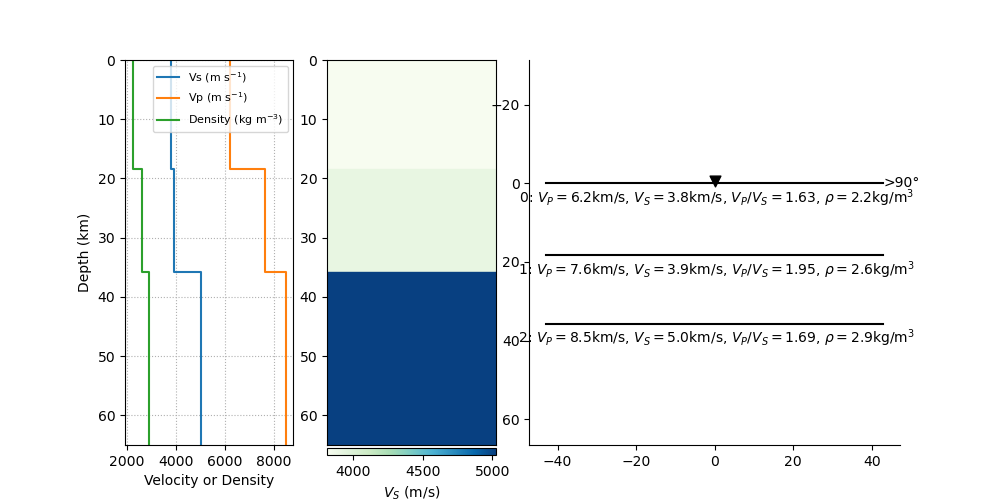 0
10
20
30
40
50
60
Depth (km)
2000 4000 6000 8000
Velocity or Density
Vs (m s⁻¹)
Vp (m s⁻¹)
Density (kg m⁻³)
0
10
20
30
40
50
60
4000 4500 5000
V_S (m/s)
−20
0
20
40
60
−40 −20 0 20 40
>90°
0: V_P = 6.2km/s, V_S = 3.8km/s, V_P/V_S = 1.63, ρ = 2.2kg/m³
1: V_P = 7.6km/s, V_S = 3.9km/s, V_P/V_S = 1.95, ρ = 2.6kg/m³
2: V_P = 8.5km/s, V_S = 5.0km/s, V_P/V_S = 1.69, ρ = 2.9kg/m³